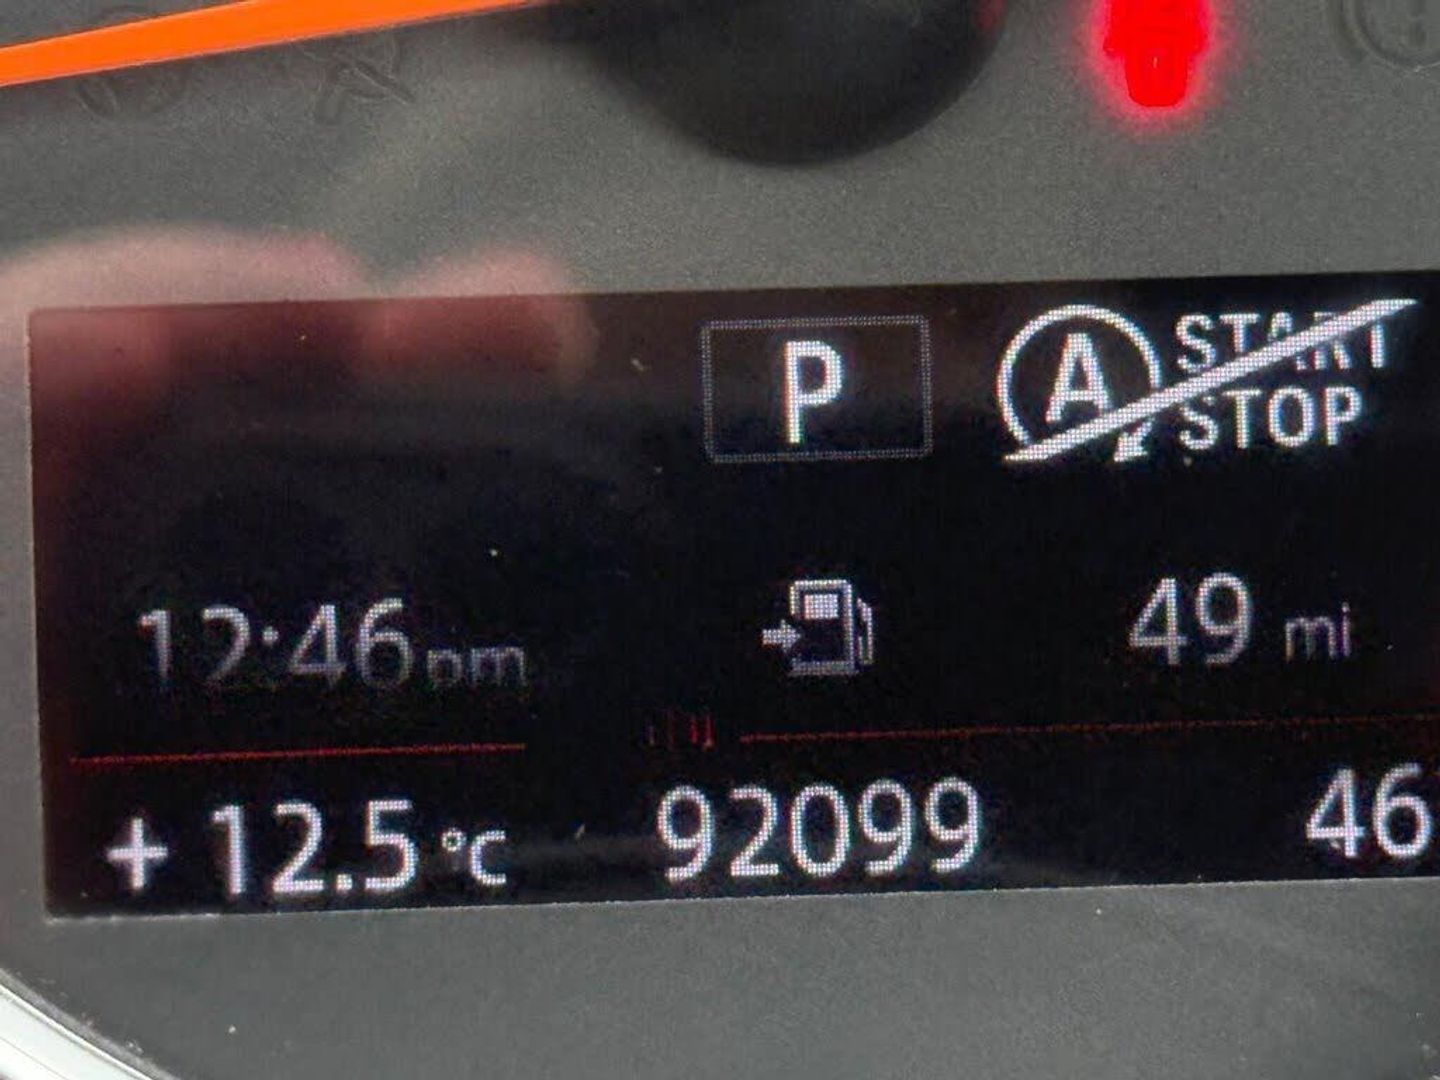 P
A START
STOP
12:46pm
49 mi
+ 12.5 °C
92099
46